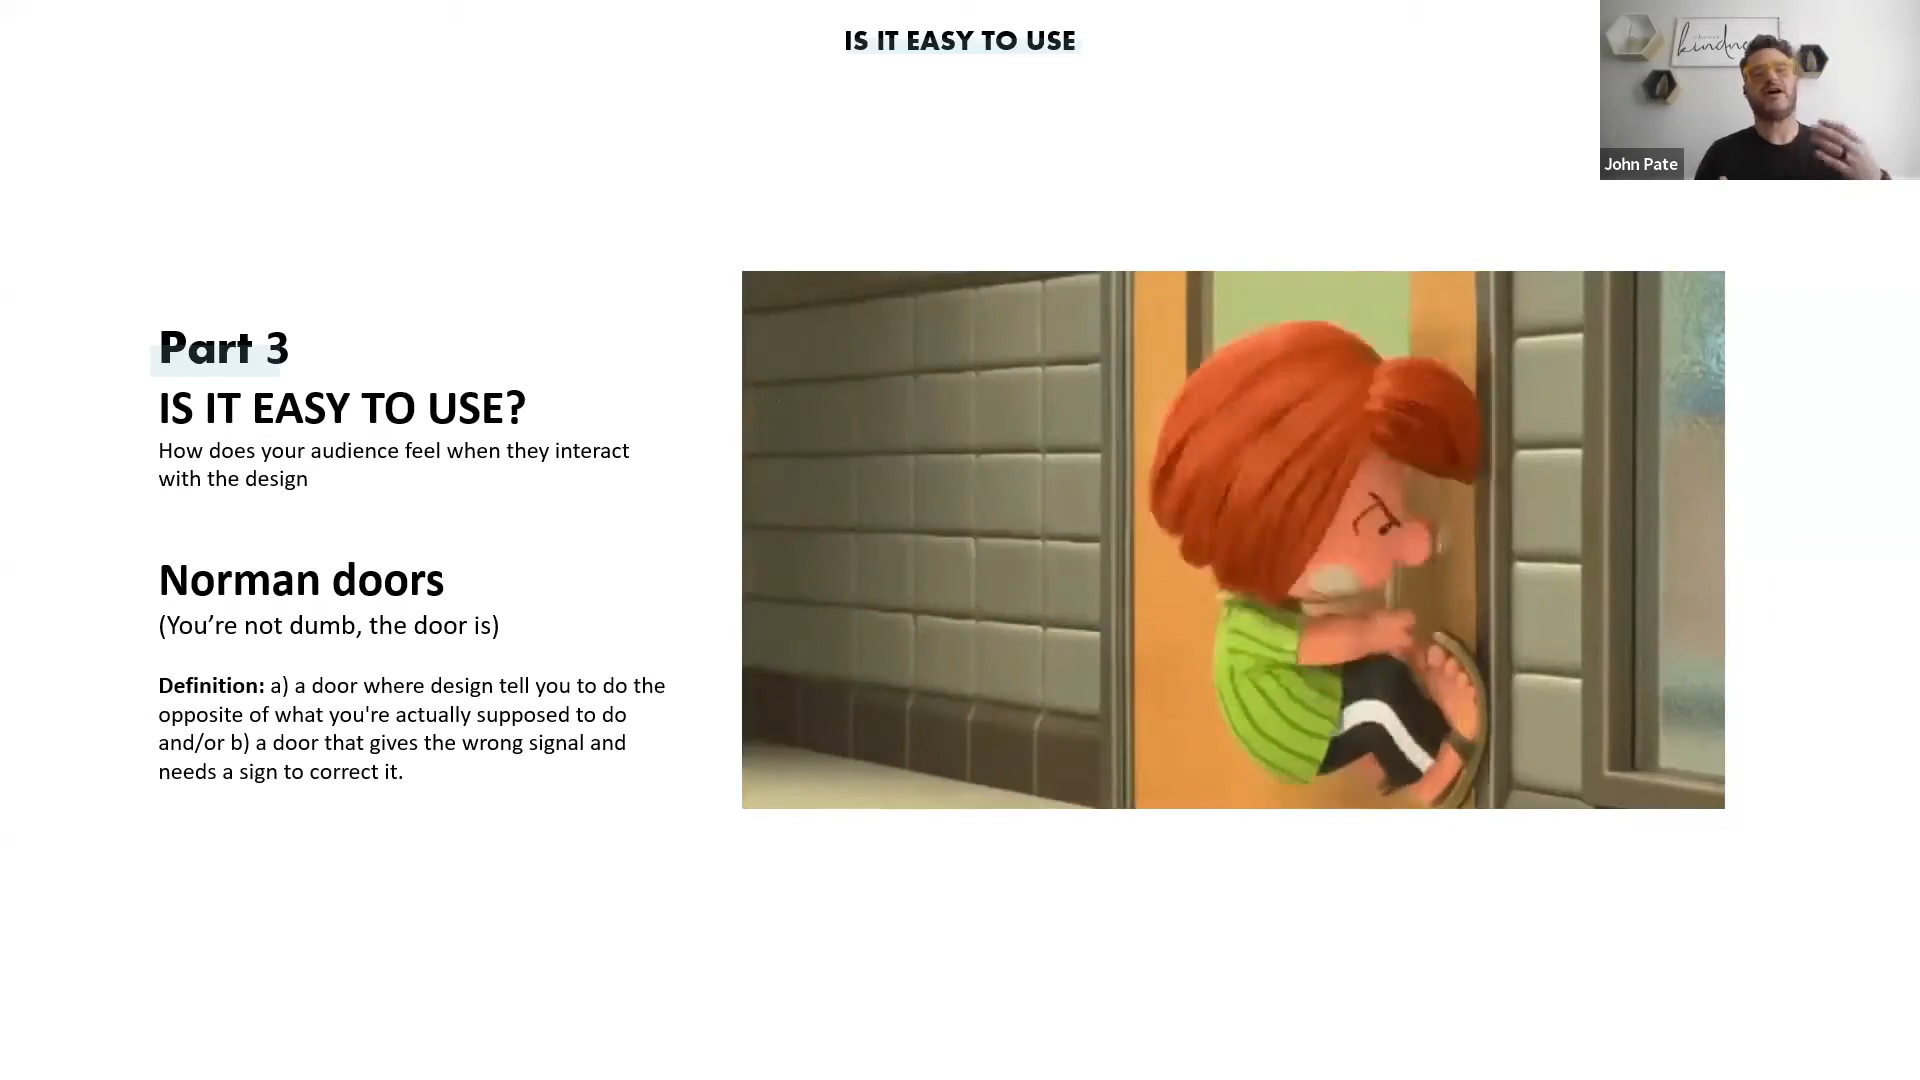 IS IT EASY TO USE
John Pate
Part 3
IS IT EASY TO USE?
How does your audience feel when they interact
with the design
Norman doors
(You’re not dumb, the door is)
Definition: a) a door where design tell you to do the
opposite of what you're actually supposed to do
and/or b) a door that gives the wrong signal and
needs a sign to correct it.